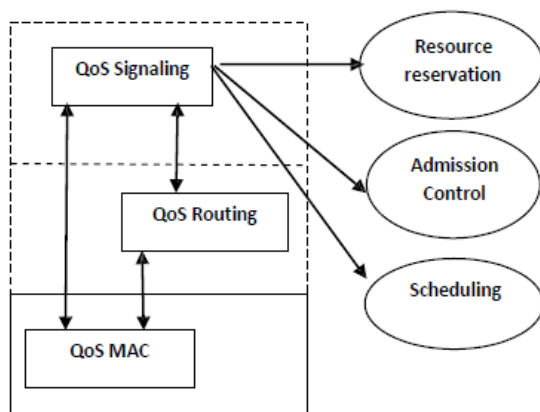 QoS Signaling
Resource
reservation
Admission
Control
QoS Routing
Scheduling
QoS MAC